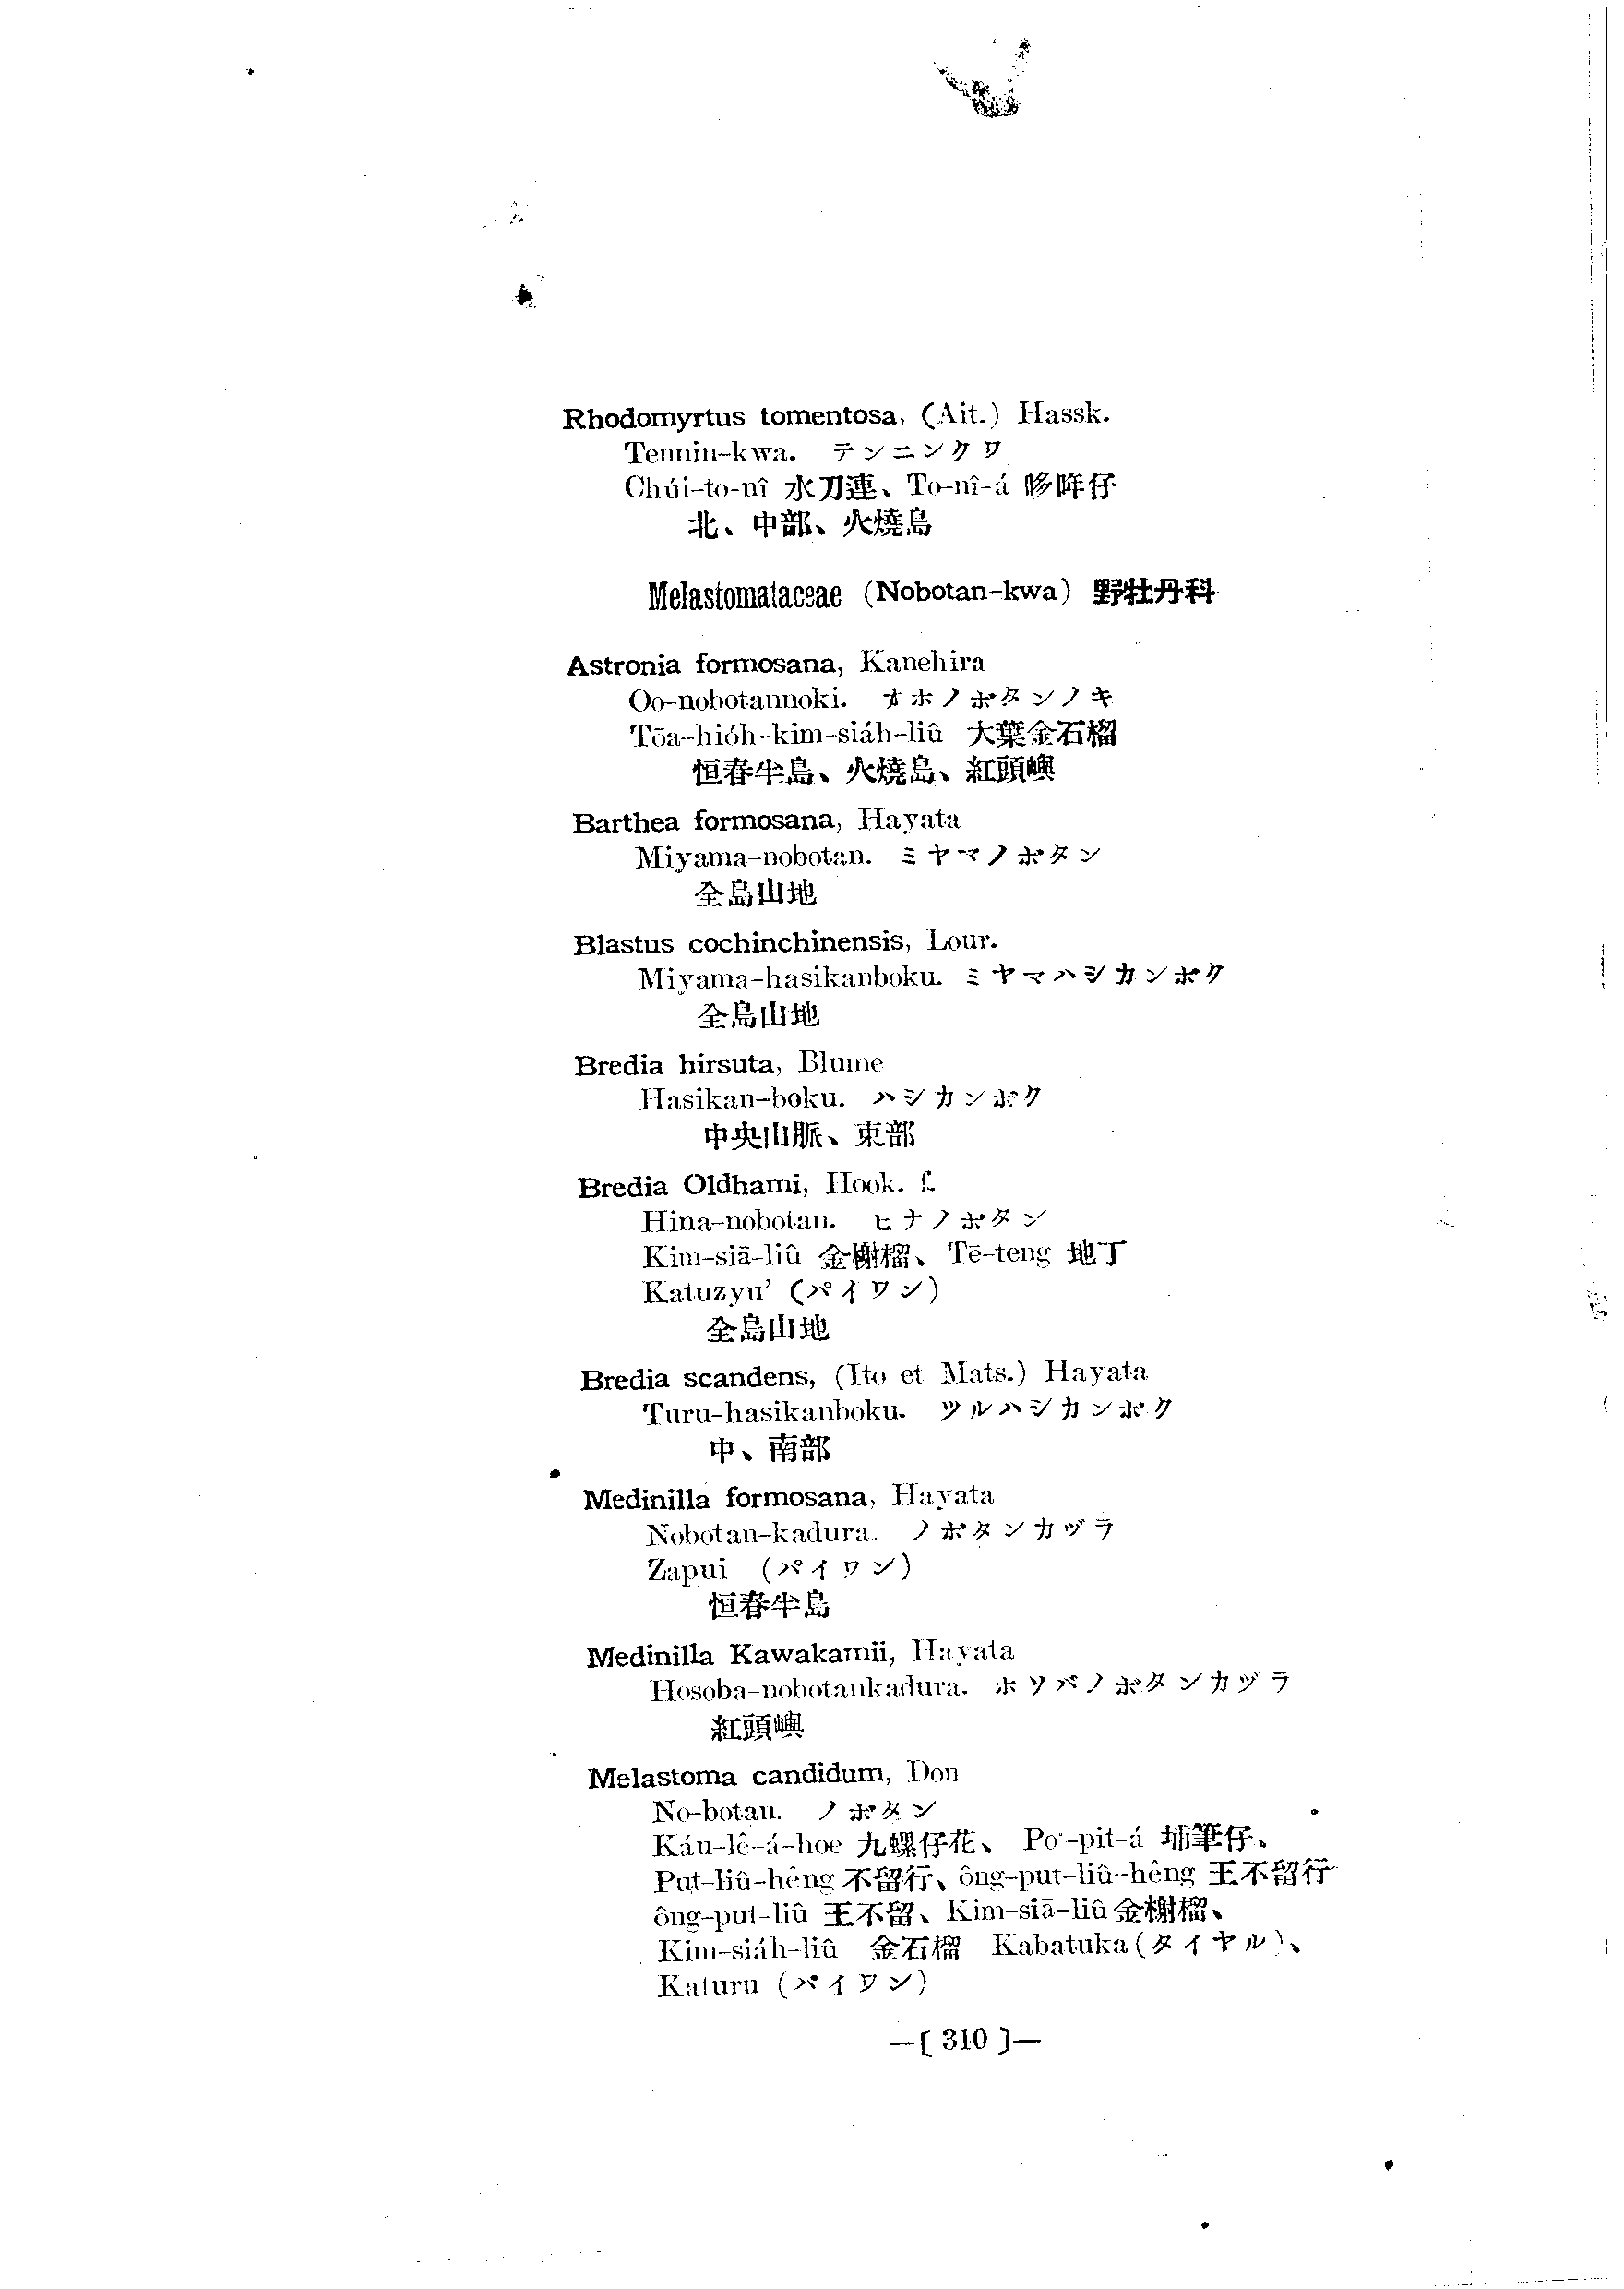 Rhodomyrtus tomentosa, (Ait.) Hassk.
Tennin-kwa. テンニンクワ
Chúi-to-nî 水刀蓮、To-nî-á 哆哖仔
北、中部、火燒島
Melastomataceae (Nobotan-kwa) 野牡丹科
Astronia formosana, Kanehira
Oo-nobotannoki. オホノボタンノキ
Tōa-hióh-kim-siáh-liû 大葉金石榴
恒春半島、火燒島、紅頭嶼
Barthea formosana, Hayata
Miyama-nobotan. ミヤマノボタン
全島山地
Blastus cochinchinensis, Lour.
Miyama-hasikanboku. ミヤマハシカンボク
全島山地
Bredia hirsuta, Blume
Hasikan-boku. ハシカンボク
中央山脈、東部
Bredia Oldhami, Hook. f.
Hina-nobotan. ヒナノボタン
Kim-siā-liû 金榭榴、Tē-teng 地丁
Katuzyu' (パイワン)
全島山地
Bredia scandens, (Ito et Mats.) Hayata
Turu-hasikanboku. ツルハシカンボク
中、南部
Medinilla formosana, Hayata
Nobotan-kadura. ノボタンカヅラ
Zapui (パイワン)
恒春半島
Medinilla Kawakamii, Hayata
Hosoba-nobotankadura. ホソバノボタンカヅラ
紅頭嶼
Melastoma candidum, Don
No-botan. ノボタン
Káu-lê-á-hoe 九螺仔花、Po·-pit-á 埔筆仔、
Put-liû-hêng 不留行、ông-put-liû-hêng 王不留行
ông-put-liû 王不留、Kim-siā-liû 金榭榴、
Kim-siáh-liû 金石榴 Kabatuka (タイヤル)、
Katuru (パイワン)
—[ 310 ]—